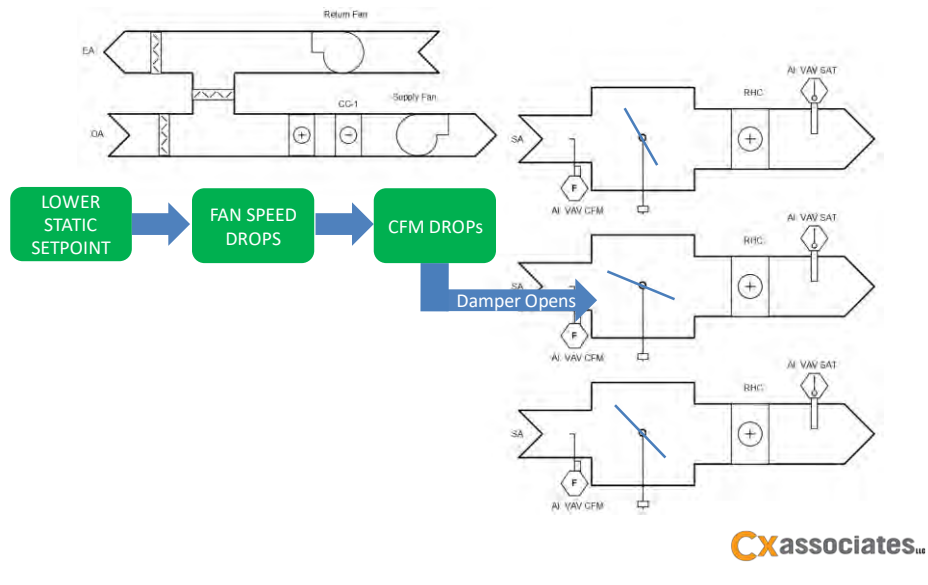 Return Fan
EA
CC-1
Supply Fan
OA
LOWER
STATIC
SETPOINT
FAN SPEED
DROPS
CFM DROPs
Damper Opens
AI: VAV SAT
RHC
SA
F
AI: VAV CFM
AI: VAV SAT
RHC
SA
F
AI: VAV CFM
AI: VAV SAT
RHC
SA
F
AI: VAV CFM
Cxassociates LLC